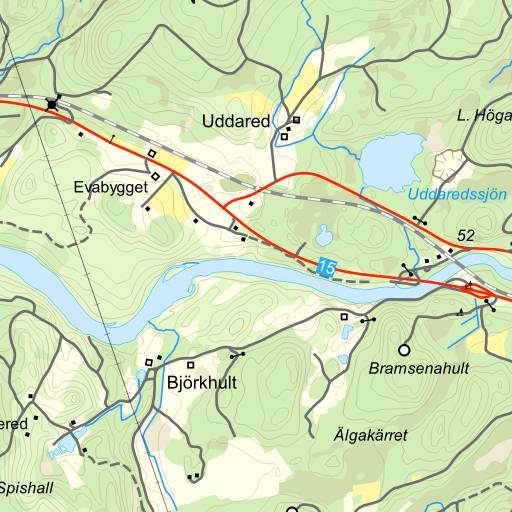 L. Höga
Uddared
Evabygget
Uddaredssjön
52
15
Bramsenahult
Björkhult
ered
Älgakärret
Spishall